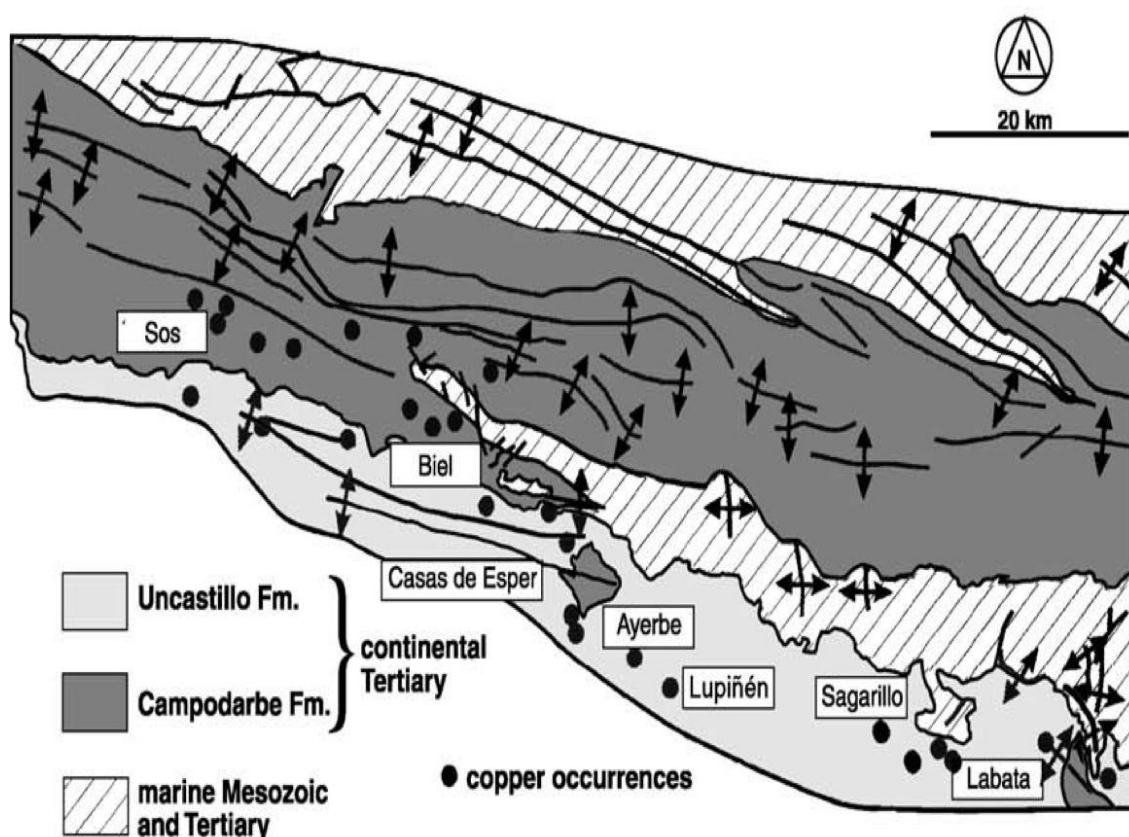 N
20 km
Sos
Biel
Casas de Esper
Ayerbe
Lupiñén
Sagarillo
Labata
Uncastillo Fm.
Campodarbe Fm.
continental
Tertiary
marine Mesozoic
and Tertiary
copper occurrences